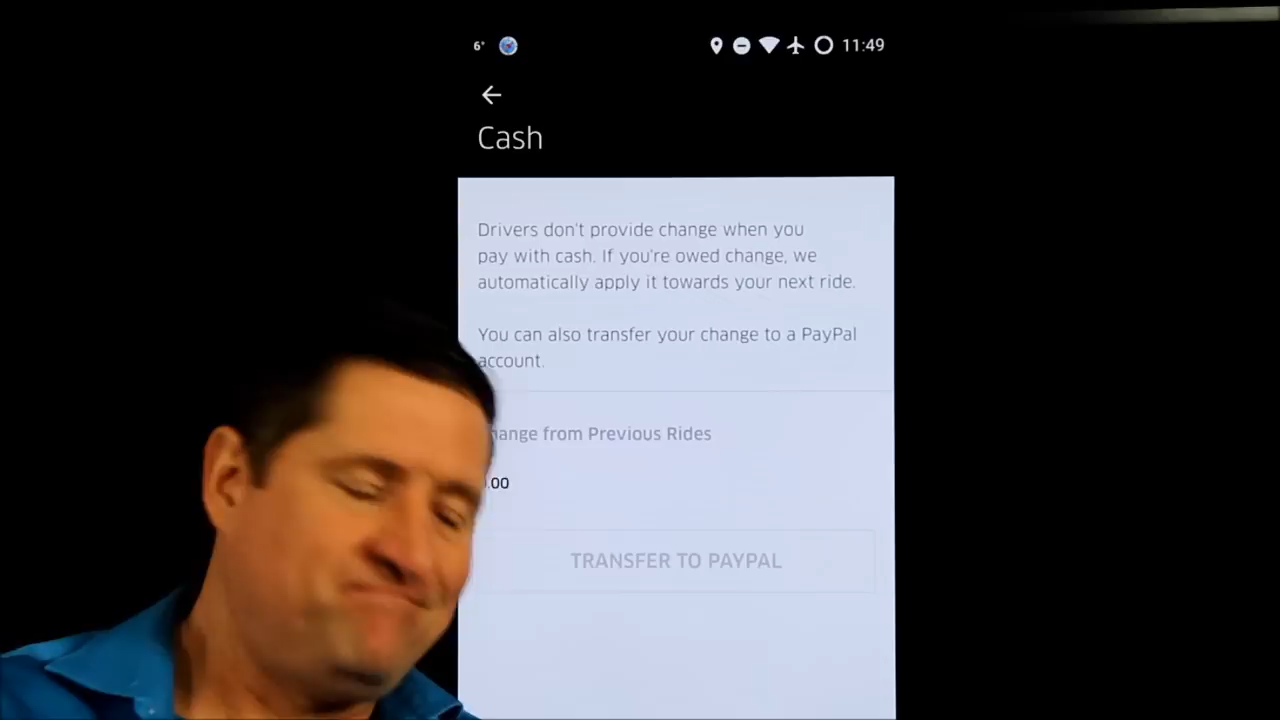 6°
11:49
Cash
Drivers don't provide change when you
pay with cash. If you're owed change, we
automatically apply it towards your next ride.
You can also transfer your change to a PayPal
account.
from Previous Rides
.00
TRANSFER TO PAYPAL